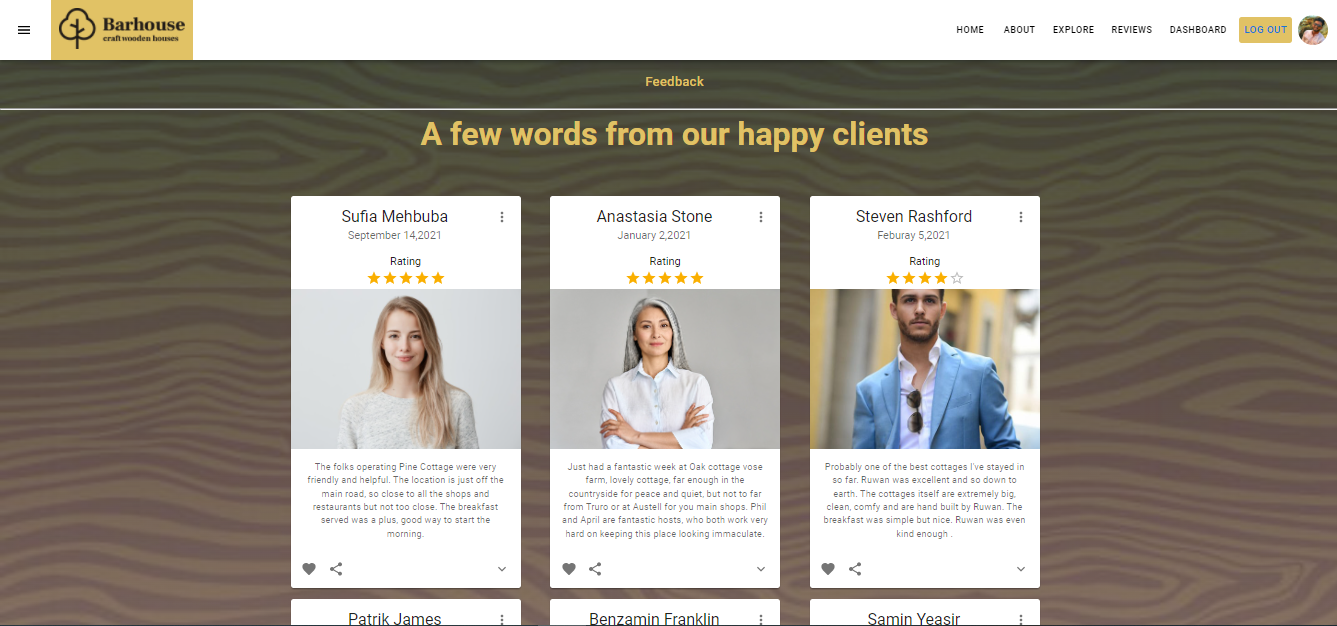 Barhouse
craft wooden houses
HOME ABOUT EXPLORE REVIEWS DASHBOARD LOG OUT
Feedback
A few words from our happy clients
Sufia Mehbuba
September 14,2021
Rating
The folks operating Pine Cottage were very
friendly and helpful. The location is just off the
main road, so close to all the shops and
restaurants but not too close. The breakfast
served was a plus, good way to start the
morning.
Anastasia Stone
January 2,2021
Rating
Just had a fantastic week at Oak cottage vose
farm, lovely cottage, far enough in the
countryside for peace and quiet, but not to far
from Truro or at Austell for you main shops. Phil
and April are fantastic hosts, who both work very
hard on keeping this place looking immaculate.
Steven Rashford
Feburay 5,2021
Rating
Probably one of the best cottages I've stayed in
so far. Ruwan was excellent and so down to
earth. The cottages itself are extremely big,
clean, comfy and are hand built by Ruwan. The
breakfast was simple but nice. Ruwan was even
kind enough .
Patrik James
Benzamin Franklin
Samin Yeasir